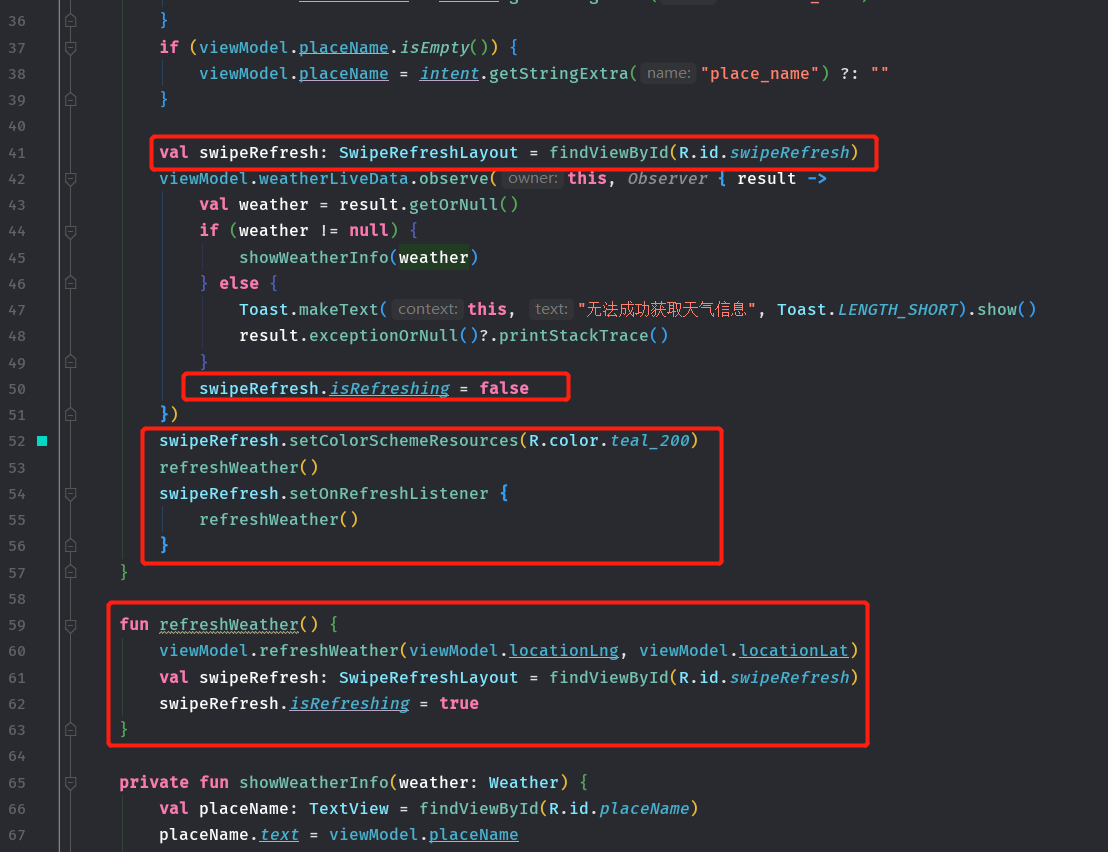 36 }
37 if (viewModel.placeName.isEmpty()) {
38 viewModel.placeName = intent.getStringExtra( name: "place_name") ?: ""
39 }
40
41 val swipeRefresh: SwipeRefreshLayout = findViewById(R.id.swipeRefresh)
42 viewModel.weatherLiveData.observe( owner: this, Observer { result ->
43 val weather = result.getOrNull()
44 if (weather != null) {
45 showWeatherInfo(weather)
46 } else {
47 Toast.makeText( context: this, text: "无法成功获取天气信息", Toast.LENGTH_SHORT).show()
48 result.exceptionOrNull()?.printStackTrace()
49 }
50 swipeRefresh.isRefreshing = false
51 })
52 swipeRefresh.setColorSchemeResources(R.color.teal_200)
53 refreshWeather()
54 swipeRefresh.setOnRefreshListener {
55 refreshWeather()
56 }
57 }
58
59 fun refreshWeather() {
60 viewModel.refreshWeather(viewModel.locationLng, viewModel.locationLat)
61 val swipeRefresh: SwipeRefreshLayout = findViewById(R.id.swipeRefresh)
62 swipeRefresh.isRefreshing = true
63 }
64
65 private fun showWeatherInfo(weather: Weather) {
66 val placeName: TextView = findViewById(R.id.placeName)
67 placeName.text = viewModel.placeName